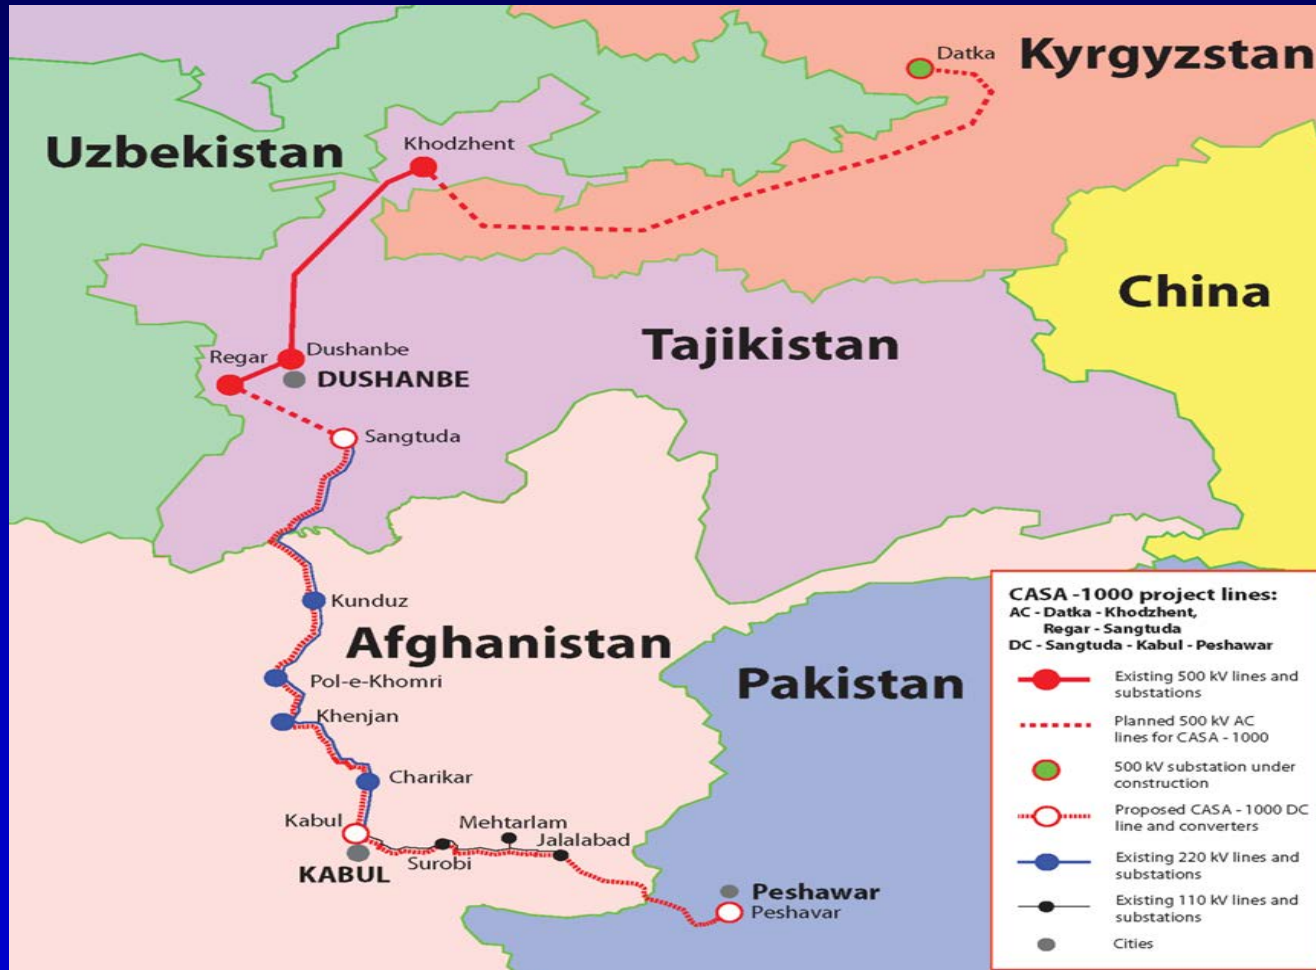 Datka
Kyrgyzstan
Uzbekistan
Khodzhent
China
Tajikistan
Regar
Dushanbe
DUSHANBE
Sangtuda
Kunduz
Afghanistan
Pol-e-Khomri
Pakistan
Khenjan
Charikar
Kabul
Mehtarlam
Jalalabad
Surobi
KABUL
Peshawar
Peshavar
CASA -1000 project lines:
AC - Datka - Khodzhent,
Regar - Sangtuda
DC - Sangtuda - Kabul - Peshawar
Existing 500 kV lines and
substations
Planned 500 kV AC
lines for CASA - 1000
500 kV substation under
construction
Proposed CASA - 1000 DC
line and converters
Existing 220 kV lines and
substations
Existing 110 kV lines and
substations
Cities